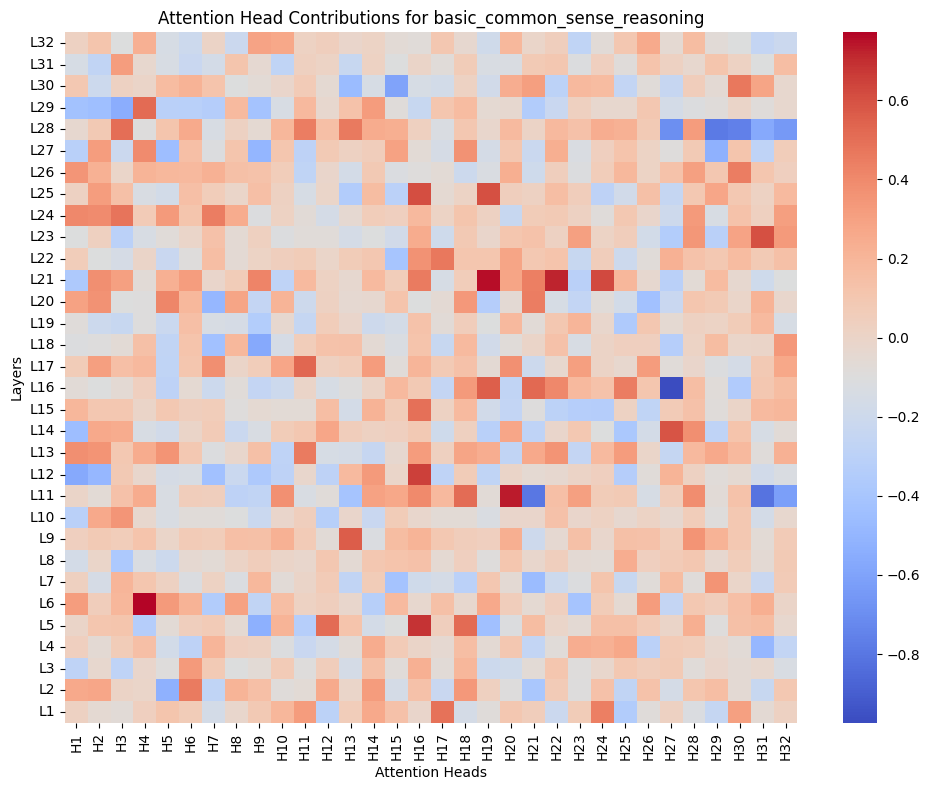 Attention Head Contributions for basic_common_sense_reasoning
Layers
L32
L31
L30
L29
L28
L27
L26
L25
L24
L23
L22
L21
L20
L19
L18
L17
L16
L15
L14
L13
L12
L11
L10
L9
L8
L7
L6
L5
L4
L3
L2
L1
H1 H2 H3 H4 H5 H6 H7 H8 H9 H10 H11 H12 H13 H14 H15 H16 H17 H18 H19 H20 H21 H22 H23 H24 H25 H26 H27 H28 H29 H30 H31 H32
Attention Heads
0.6
0.4
0.2
0.0
−0.2
−0.4
−0.6
−0.8